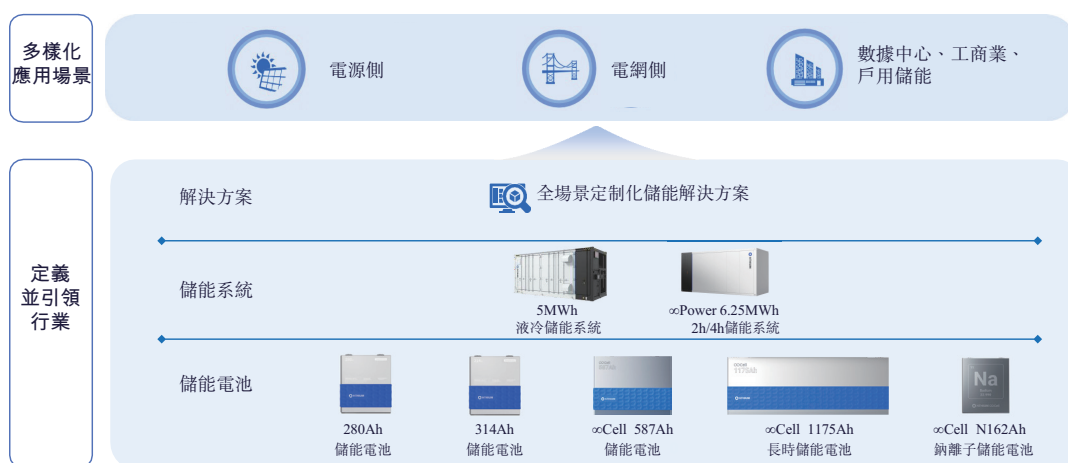 多樣化
應用場景
電源側
電網側
數據中心、工商業、
戶用儲能
定義
並引領
行業
解決方案
全場景定制化儲能解決方案
儲能系統
5MWh
液冷儲能系統
∞Power 6.25MWh
2h/4h儲能系統
儲能電池
280Ah
儲能電池
314Ah
儲能電池
∞Cell 587Ah
儲能電池
1175Ah
∞Cell 1175Ah
長時儲能電池
Na
∞Cell N162Ah
鈉離子儲能電池